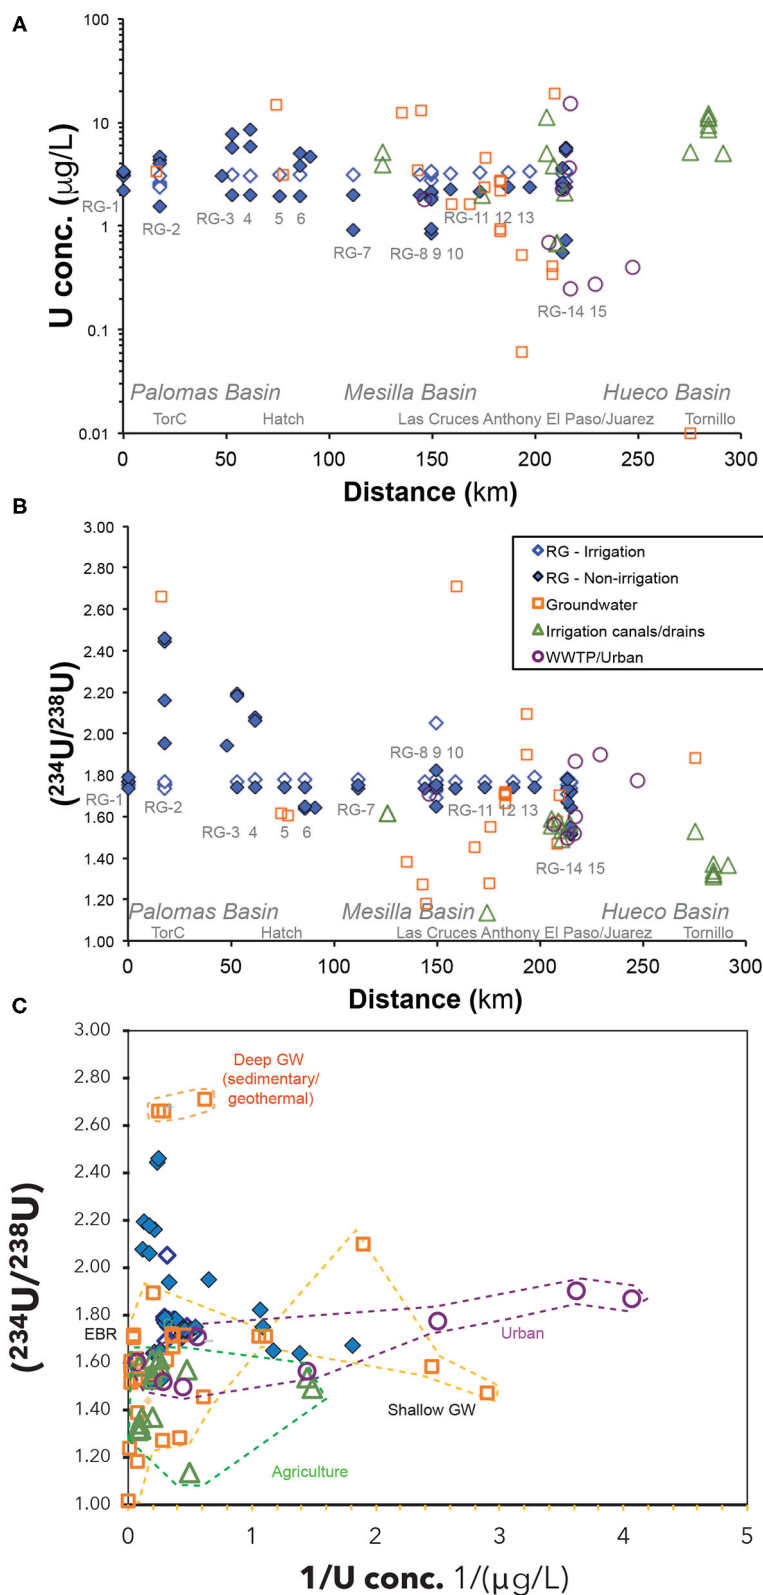 A
100
10
1
0.1
0.01
U conc. (µg/L)
RG-1
RG-2
RG-3 4
5
6
RG-7
RG-8 9 10
RG-11 12 13
RG-14 15
Palomas Basin
Mesilla Basin
Hueco Basin
TorC
Hatch
Las Cruces Anthony El Paso/Juarez
Tornillo
0 50 100 150 200 250 300
Distance (km)
B
3.00
2.80
2.60
2.40
2.20
2.00
1.80
1.60
1.40
1.20
1.00
(234U/238U)
RG - Irrigation
RG - Non-irrigation
Groundwater
Irrigation canals/drains
WWTP/Urban
RG-8 9 10
RG-1
RG-2
RG-7
RG-11 12 13
RG-3 4
5
6
RG-14 15
Palomas Basin
Mesilla Basin
Hueco Basin
TorC
Hatch
Las Cruces Anthony El Paso/Juarez
Tornillo
0 50 100 150 200 250 300
Distance (km)
C
3.00
2.80
2.60
2.40
2.20
2.00
1.80
1.60
1.40
1.20
1.00
(234U/238U)
Deep GW
(sedimentary/
geothermal)
EBR
Urban
Shallow GW
Agriculture
0 1 2 3 4 5
1/U conc. 1/(µg/L)